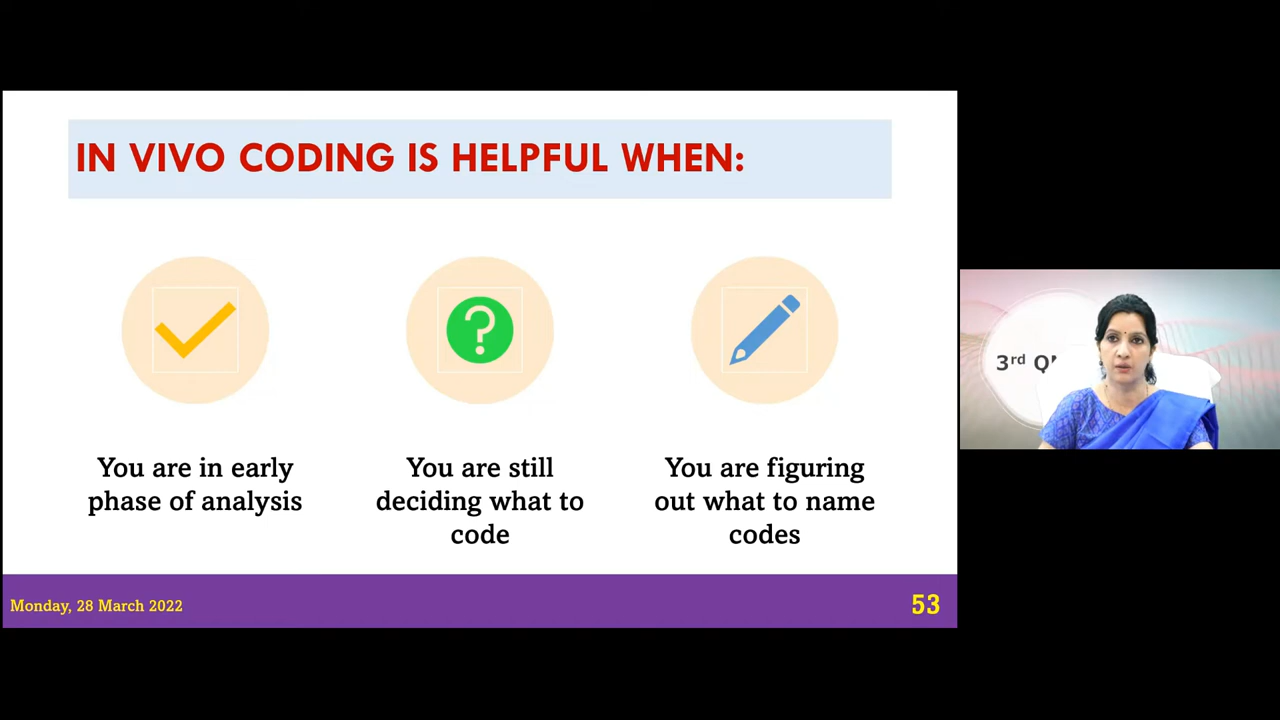 IN VIVO CODING IS HELPFUL WHEN:
You are in early
phase of analysis
You are still
deciding what to
code
You are figuring
out what to name
codes
Monday, 28 March 2022
53
3rd